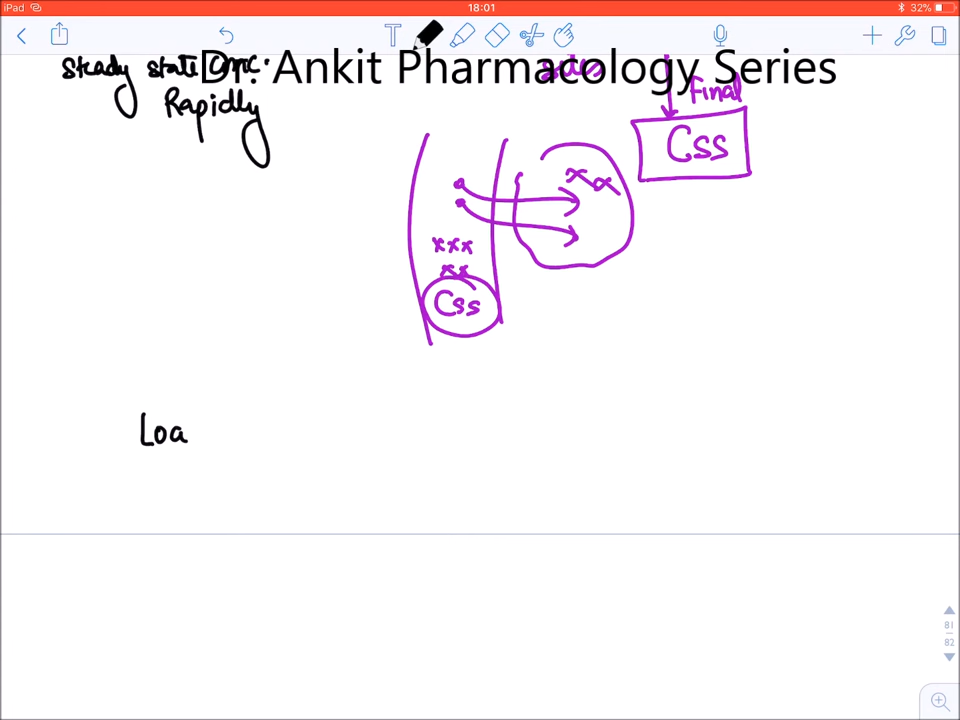 iPad 18:01 32%
T
Dr. Ankit Pharmacology Series
Steady state conc.
Rapidly
Final
Css
xx
xxx
xx
Css
Loa
81
82